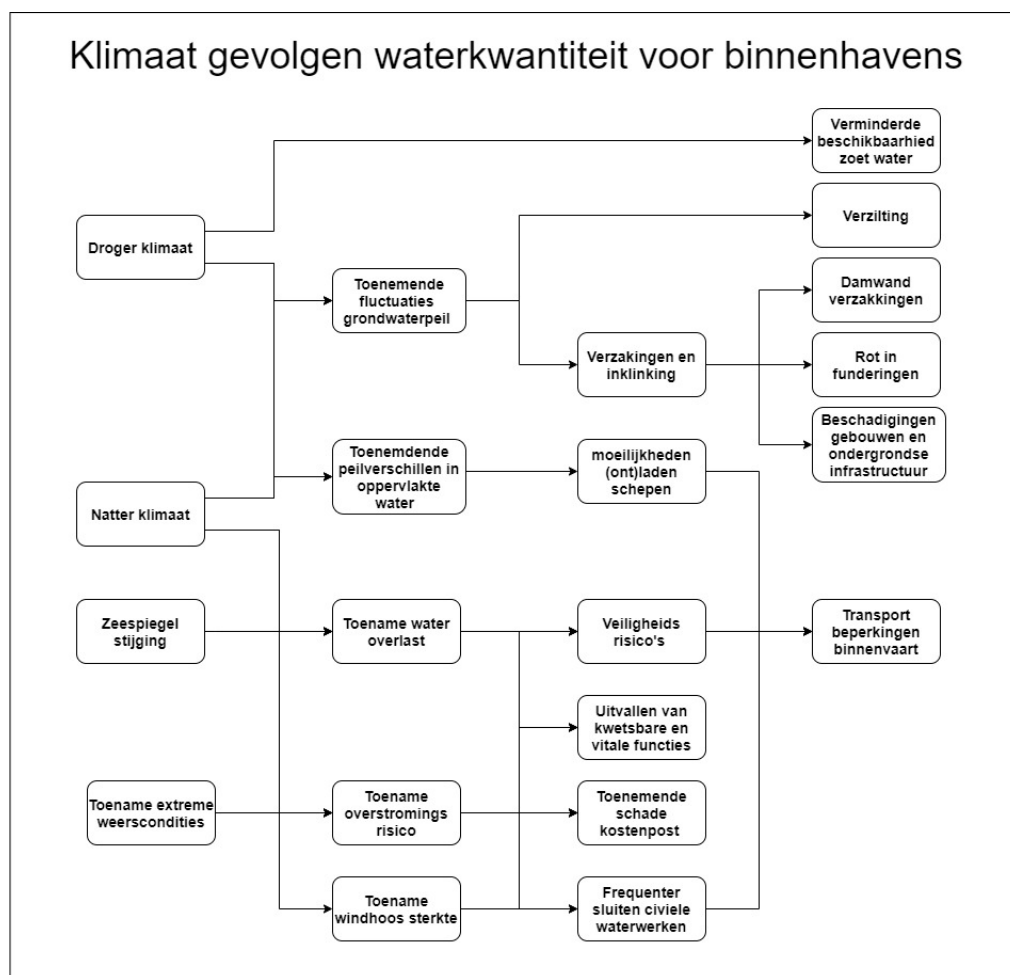 Klimaat gevolgen waterkwantiteit voor binnenhavens
Verminderde
beschikbaarhied
zoet water
Droger klimaat
Verzilting
Toenemende
fluctuaties
grondwaterpeil
Damwand
verzakkingen
Verzakingen en
inklinking
Rot in
funderingen
Beschadigingen
gebouwen en
ondergrondse
infrastructuur
Toenemdende
peilverschillen in
oppervlakte
water
moeilijkheden
(ont)laden
schepen
Natter klimaat
Zeespiegel
stijging
Toename water
overlast
Veiligheids
risico's
Transport
beperkingen
binnenvaart
Uitvallen van
kwetsbare en
vitale functies
Toename extreme
weerscondities
Toename
overstromings
risico
Toenemende
schade
kostenpost
Toename
windhoos sterkte
Frequenter
sluiten civiele
waterwerken